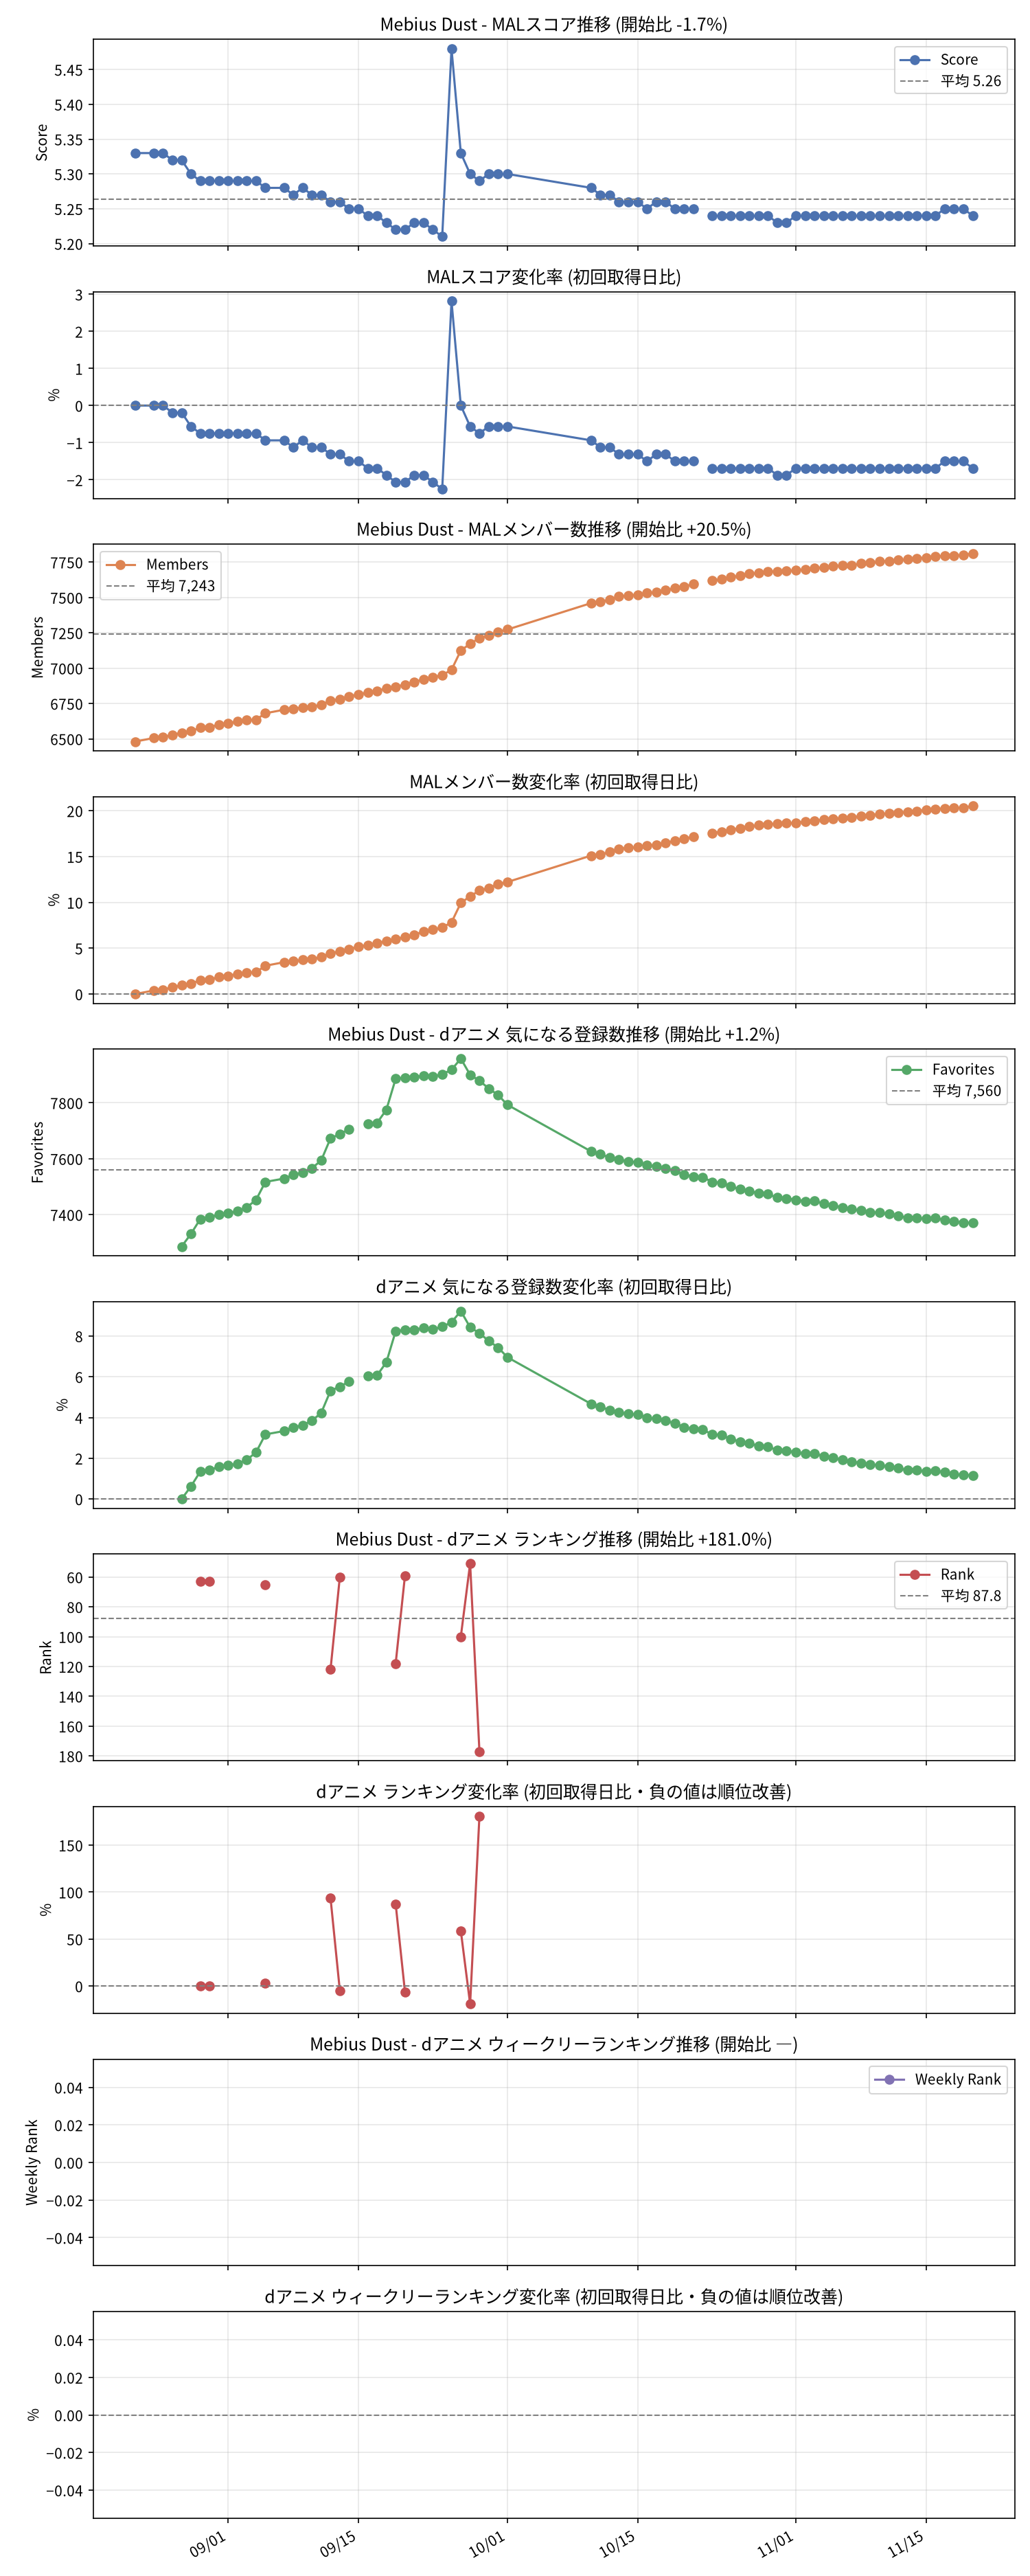 Mebius Dust - MALスコア推移 (開始比 -1.7%)
Score
5.45
5.40
5.35
5.30
5.25
5.20
Score
平均 5.26
MALスコア変化率 (初回取得日比)
%
3
2
1
0
−1
−2
Mebius Dust - MALメンバー数推移 (開始比 +20.5%)
Members
7750
7500
7250
7000
6750
6500
Members
平均 7,243
MALメンバー数変化率 (初回取得日比)
%
20
15
10
5
0
Mebius Dust - dアニメ 気になる登録数推移 (開始比 +1.2%)
Favorites
7800
7600
7400
Favorites
平均 7,560
dアニメ 気になる登録数変化率 (初回取得日比)
%
8
6
4
2
0
Mebius Dust - dアニメ ランキング推移 (開始比 +181.0%)
Rank
60
80
100
120
140
160
180
Rank
平均 87.8
dアニメ ランキング変化率 (初回取得日比・負の値は順位改善)
%
150
100
50
0
Mebius Dust - dアニメ ウィークリーランキング推移 (開始比 —)
Weekly Rank
0.04
0.02
0.00
−0.02
−0.04
Weekly Rank
dアニメ ウィークリーランキング変化率 (初回取得日比・負の値は順位改善)
%
0.04
0.02
0.00
−0.02
−0.04
09/01
09/15
10/01
10/15
11/01
11/15